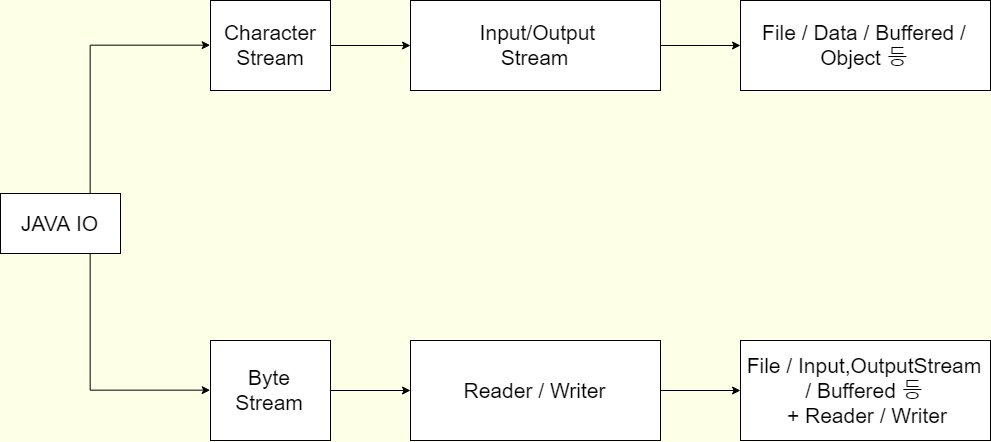 Character
Stream
Input/Output
Stream
File / Data / Buffered /
Object 등
JAVA IO
Byte
Stream
Reader / Writer
File / Input,OutputStream
/ Buffered 등
+ Reader / Writer